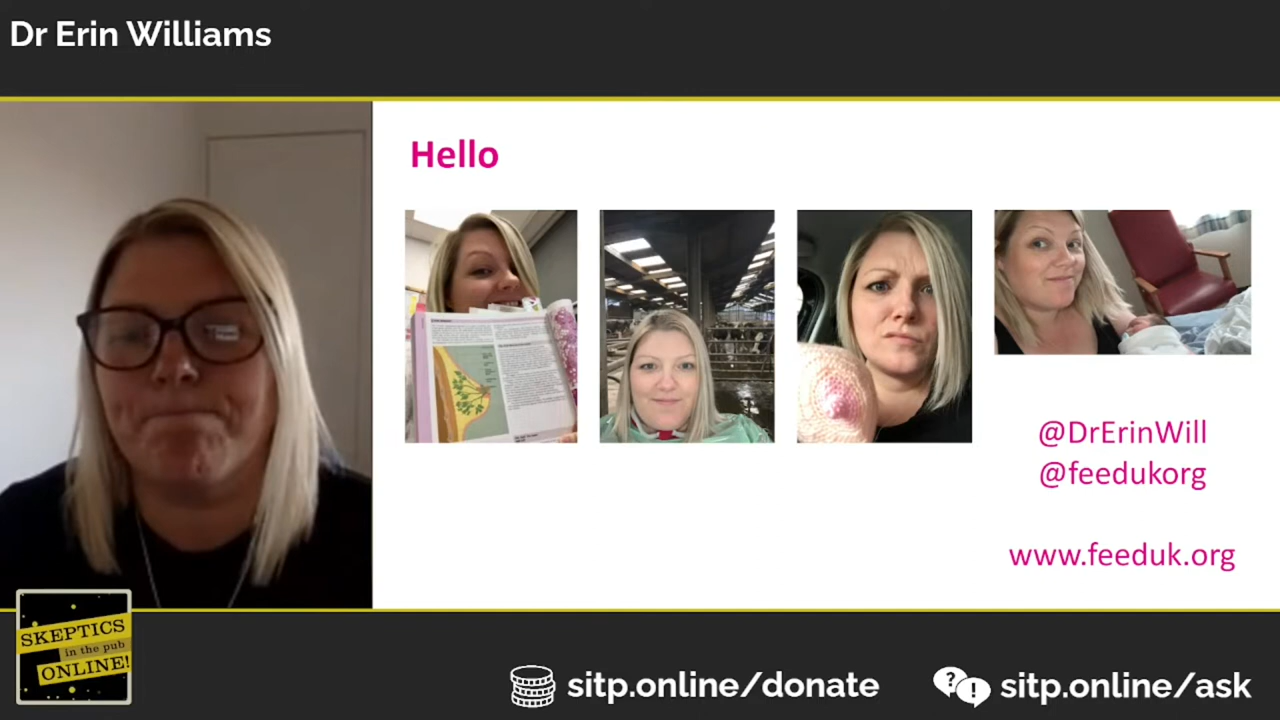 Dr Erin Williams
Hello
@DrErinWill
@feedukorg
www.feeduk.org
SKEPTICS
in the pub
ONLINE!
sitp.online/donate
? !
sitp.online/ask